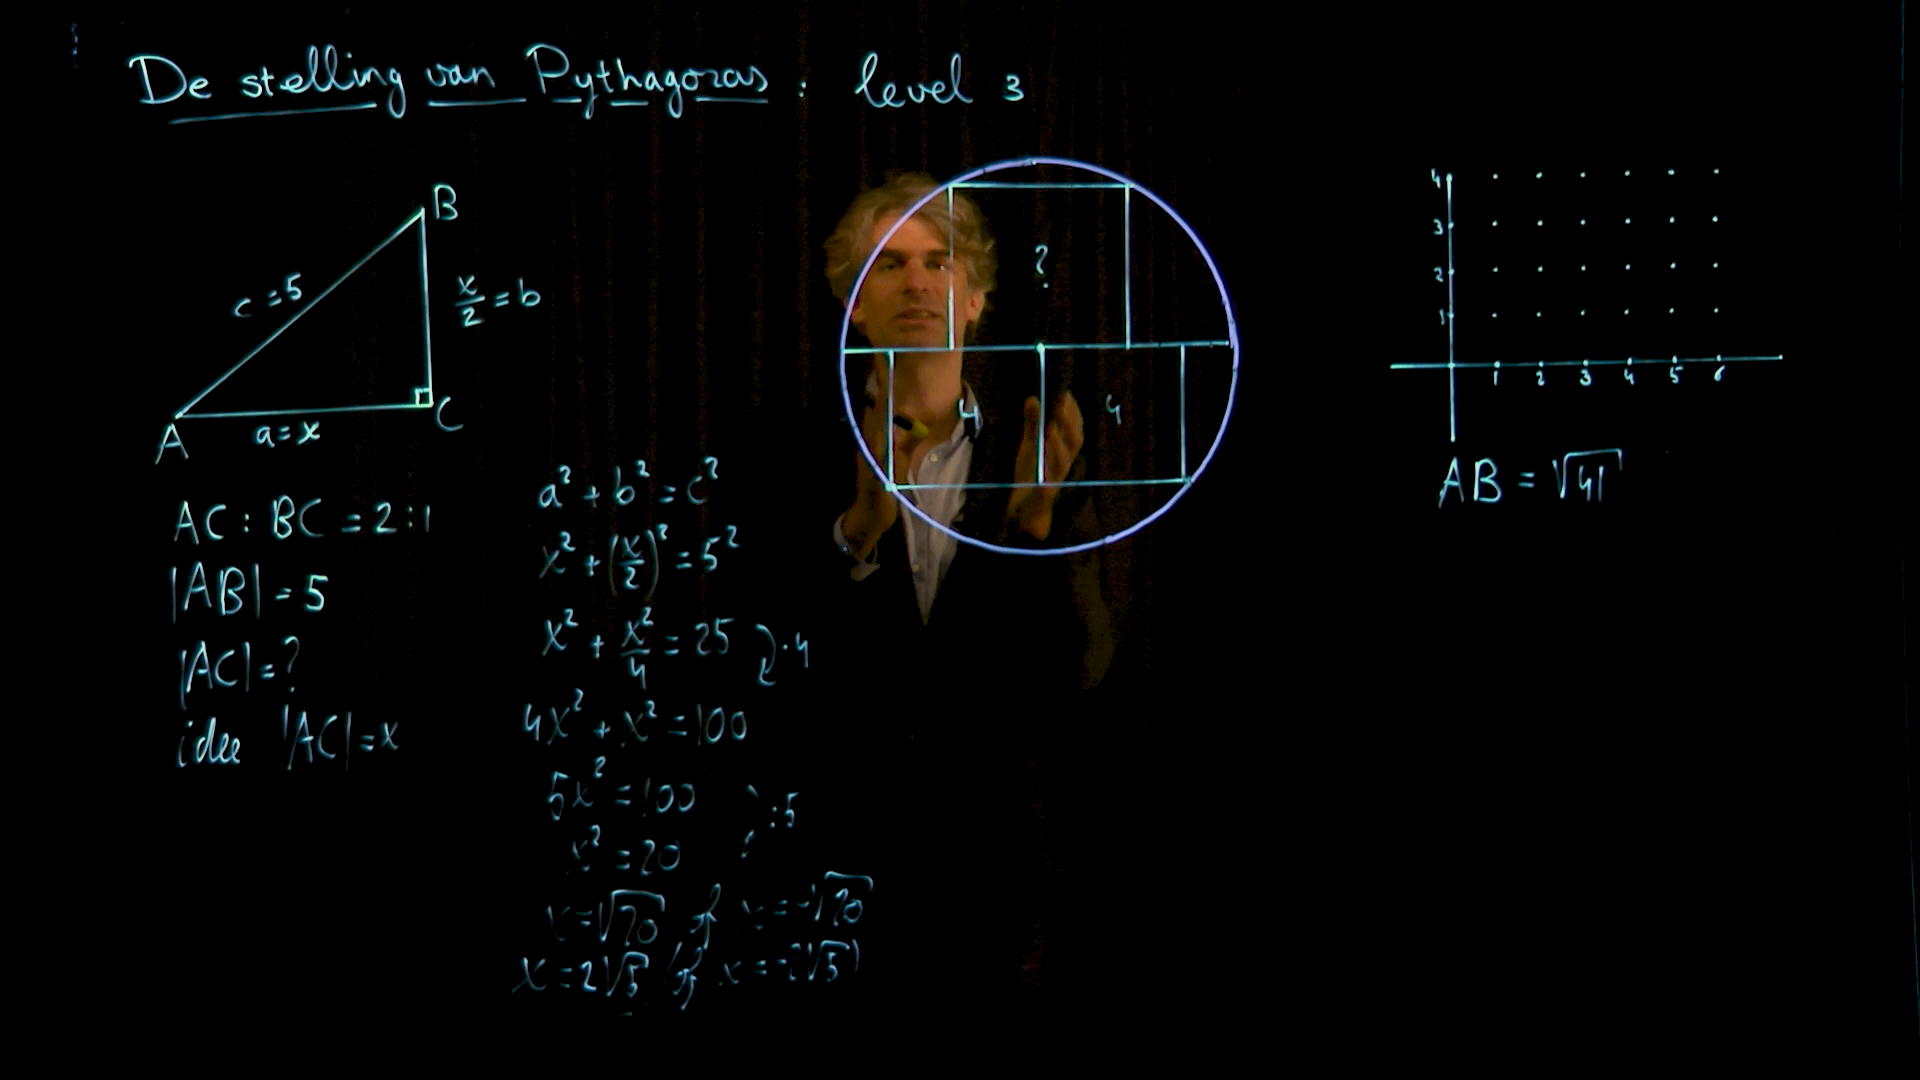 De stelling van Pythagoras: level 3
B
c=5
x/2 = b
A
a=x
C
AC : BC = 2:1
|AB| = 5
|AC| = ?
idee |AC| = x
a² + b² = c²
x² + (x/2)² = 5²
x² + x²/4 = 25 ·4
4x² + x² = 100
5x² = 100 :5
x² = 20
x = √20 of x = -√20
x = 2√5 (of x = -2√5)
?
4 4
4
3
2
1
1 2 3 4 5 6
AB = √41